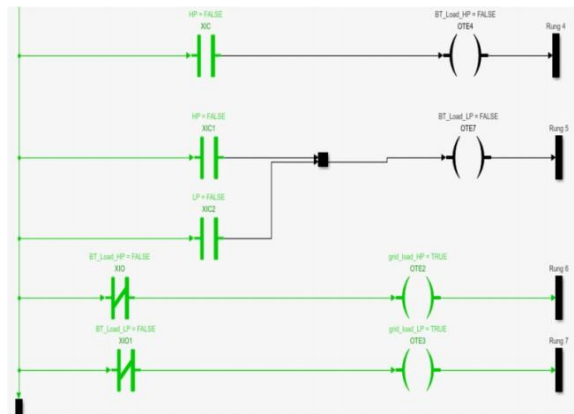 HP = FALSE
XIC
BT_Load_HP = FALSE
OTE4
Rung 4
HP = FALSE
XIC1
BT_Load_LP = FALSE
OTE7
Rung 5
LP = FALSE
XIC2
BT_Load_HP = FALSE
XIO
grid_load_HP = TRUE
OTE2
Rung 6
BT_Load_LP = FALSE
XIO1
grid_load_LP = TRUE
OTE3
Rung 7